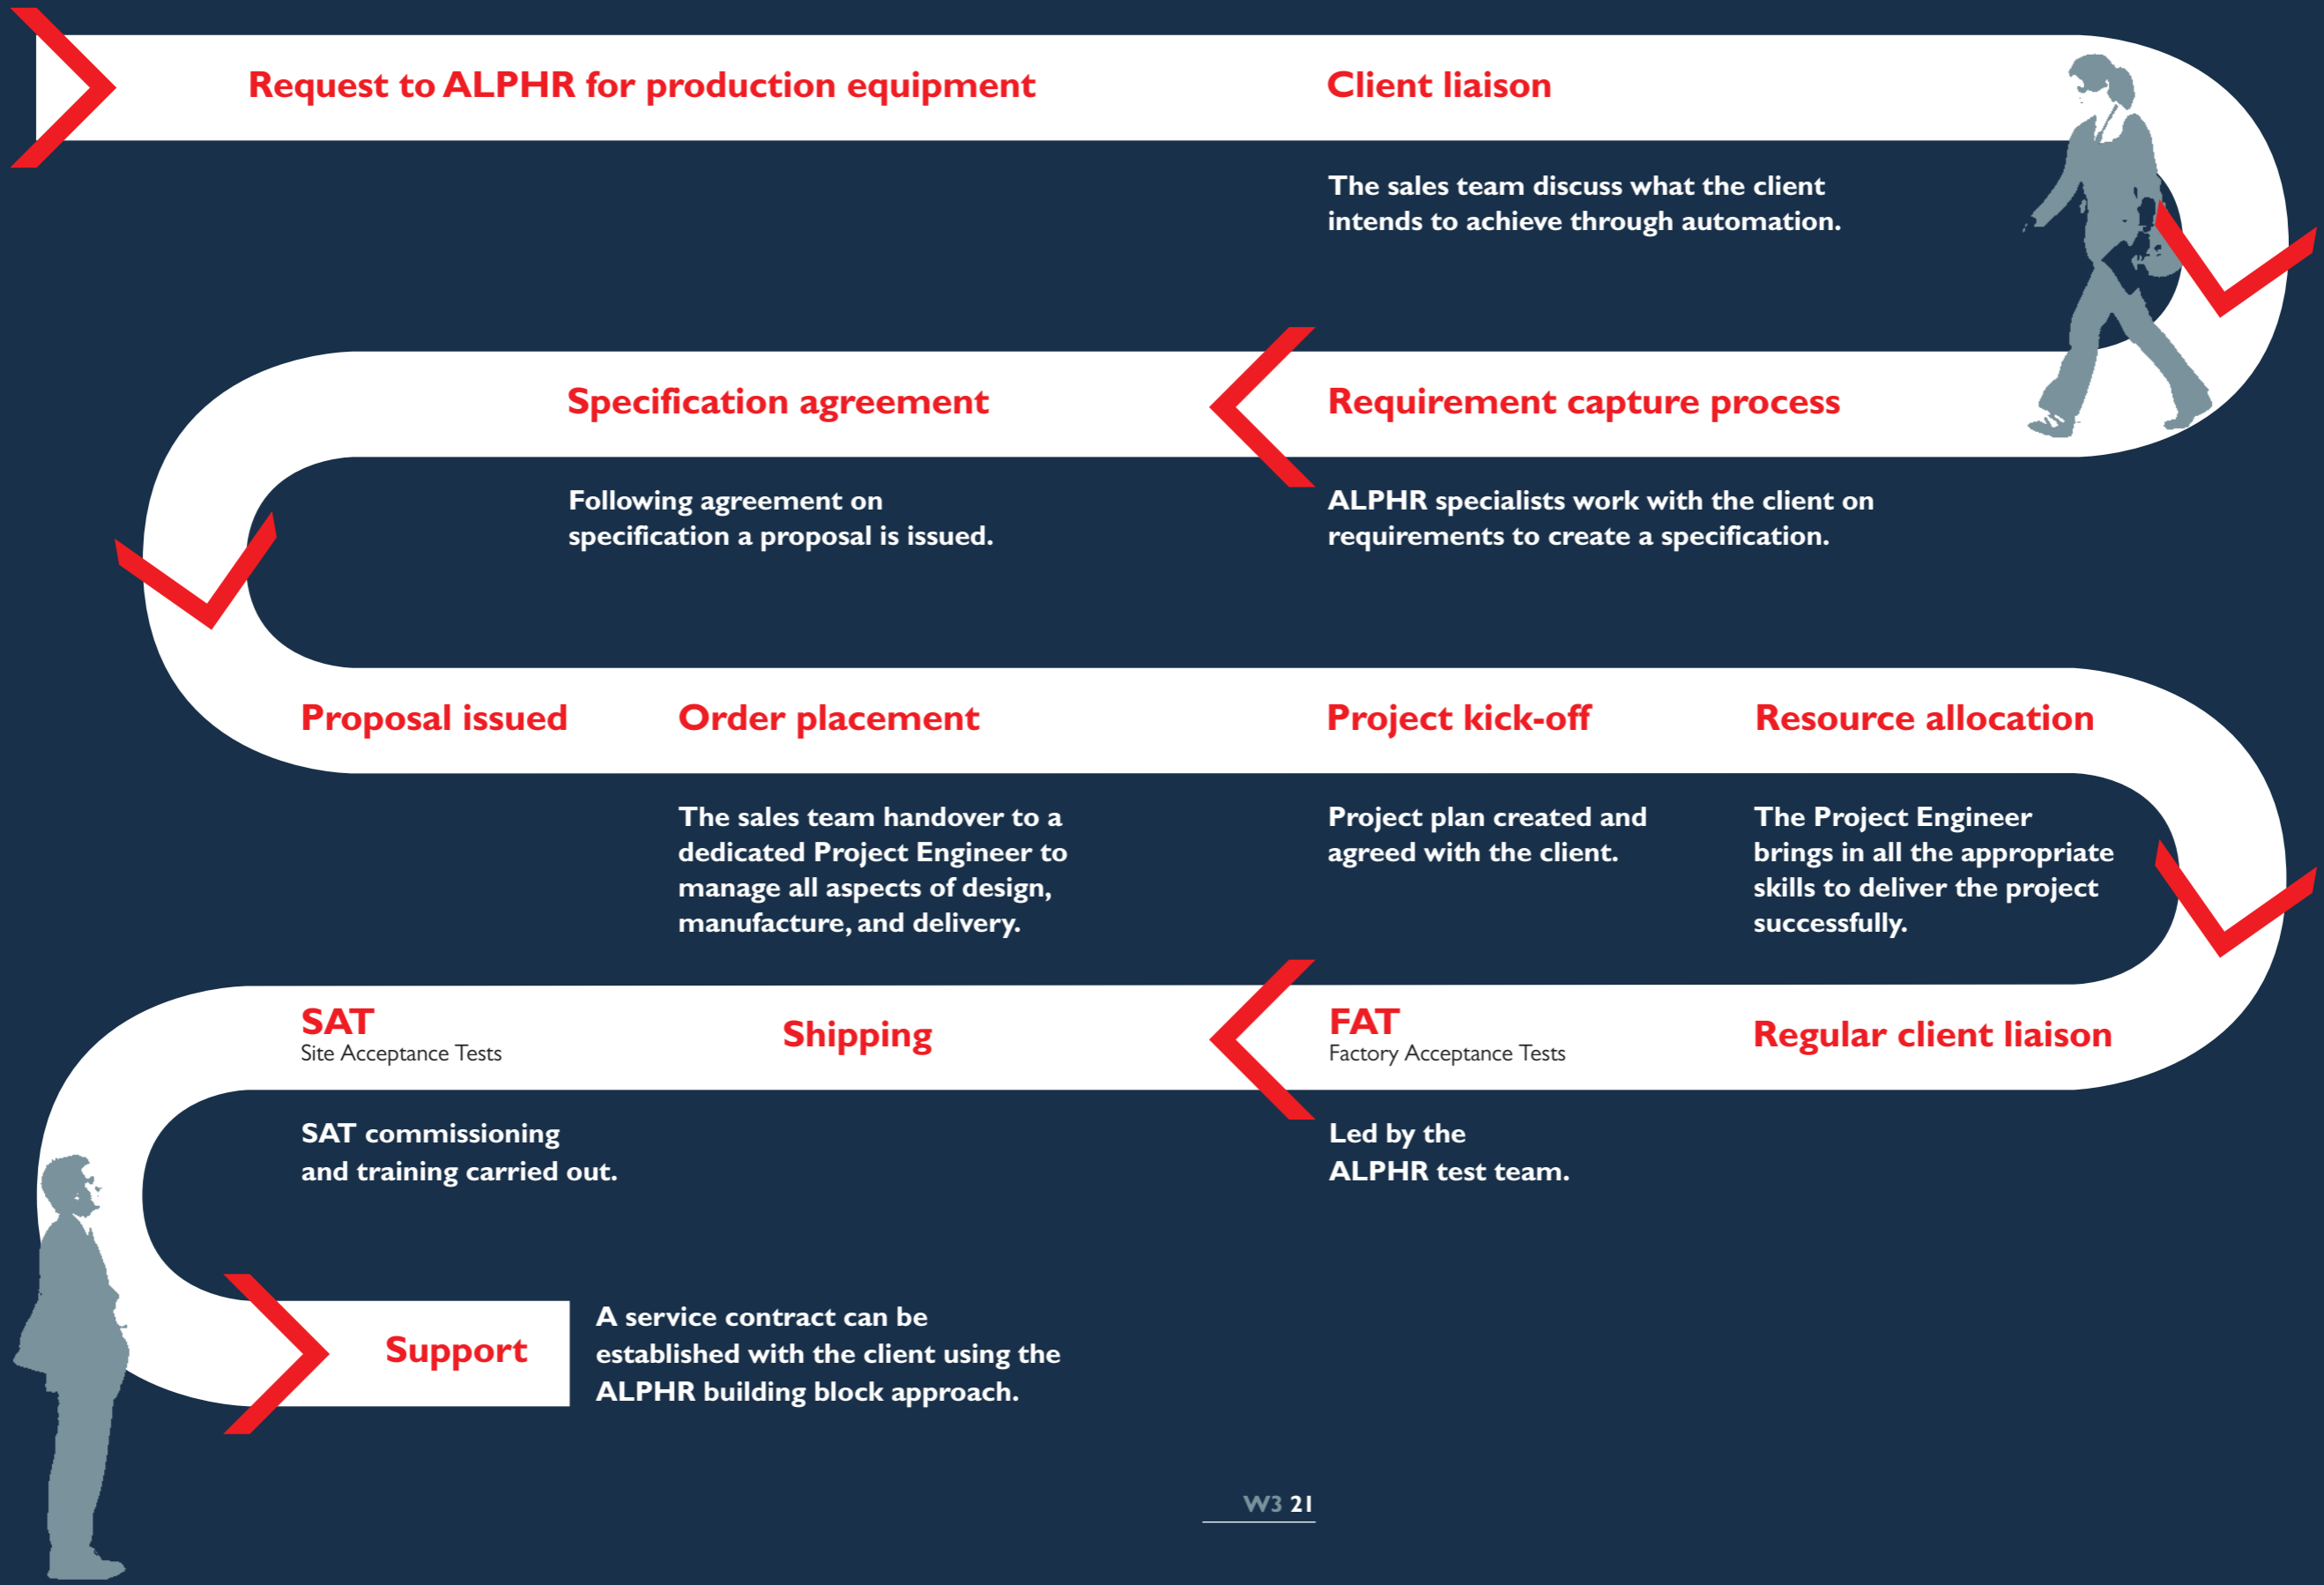 Request to ALPHR for production equipment
Client liaison
The sales team discuss what the client
intends to achieve through automation.
Requirement capture process
ALPHR specialists work with the client on
requirements to create a specification.
Specification agreement
Following agreement on
specification a proposal is issued.
Proposal issued
Order placement
The sales team handover to a
dedicated Project Engineer to
manage all aspects of design,
manufacture, and delivery.
Project kick-off
Project plan created and
agreed with the client.
Resource allocation
The Project Engineer
brings in all the appropriate
skills to deliver the project
successfully.
Regular client liaison
FAT
Factory Acceptance Tests
Led by the
ALPHR test team.
Shipping
SAT
Site Acceptance Tests
SAT commissioning
and training carried out.
Support
A service contract can be
established with the client using the
ALPHR building block approach.
W3 21